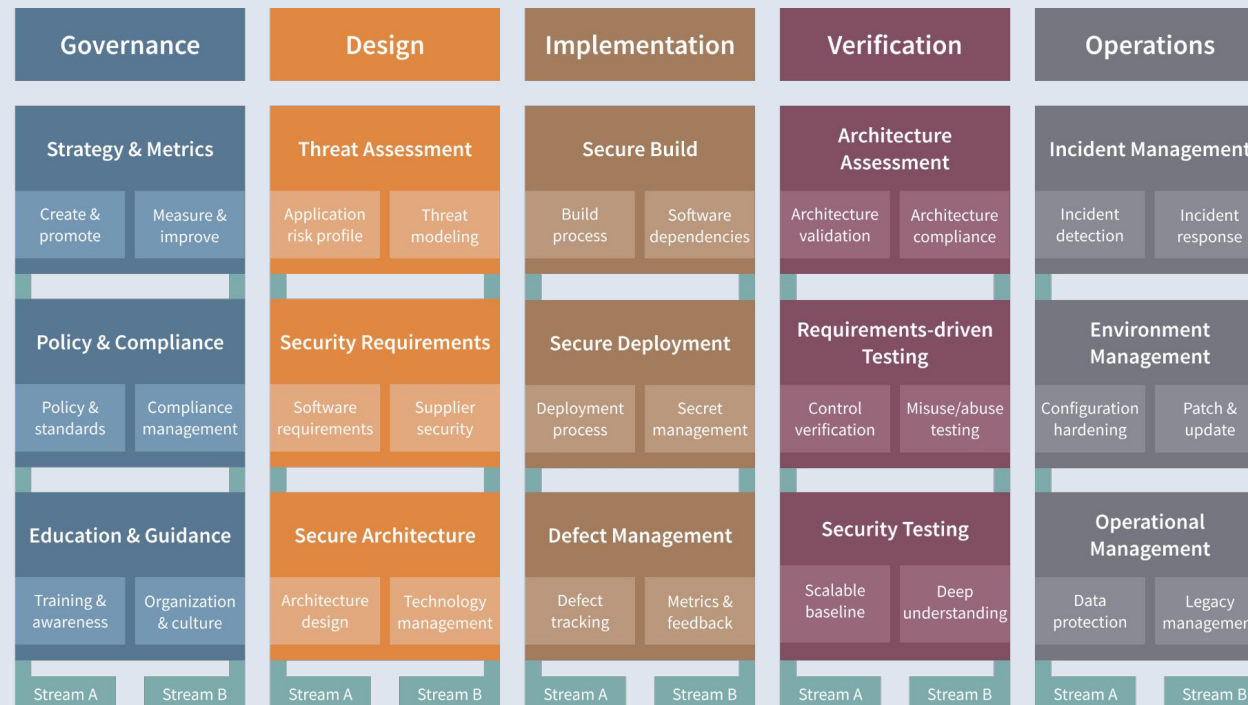 Governance
Design
Implementation
Verification
Operations
Strategy & Metrics
Create &
promote
Measure &
improve
Threat Assessment
Application
risk profile
Threat
modeling
Secure Build
Build
process
Software
dependencies
Architecture
Assessment
Architecture
validation
Architecture
compliance
Incident Management
Incident
detection
Incident
response
Policy & Compliance
Policy &
standards
Compliance
management
Security Requirements
Software
requirements
Supplier
security
Secure Deployment
Deployment
process
Secret
management
Requirements-driven
Testing
Control
verification
Misuse/abuse
testing
Environment
Management
Configuration
hardening
Patch &
update
Education & Guidance
Training &
awareness
Organization
& culture
Secure Architecture
Architecture
design
Technology
management
Defect Management
Defect
tracking
Metrics &
feedback
Security Testing
Scalable
baseline
Deep
understanding
Operational
Management
Data
protection
Legacy
management
Stream A
Stream B
Stream A
Stream B
Stream A
Stream B
Stream A
Stream B
Stream A
Stream B